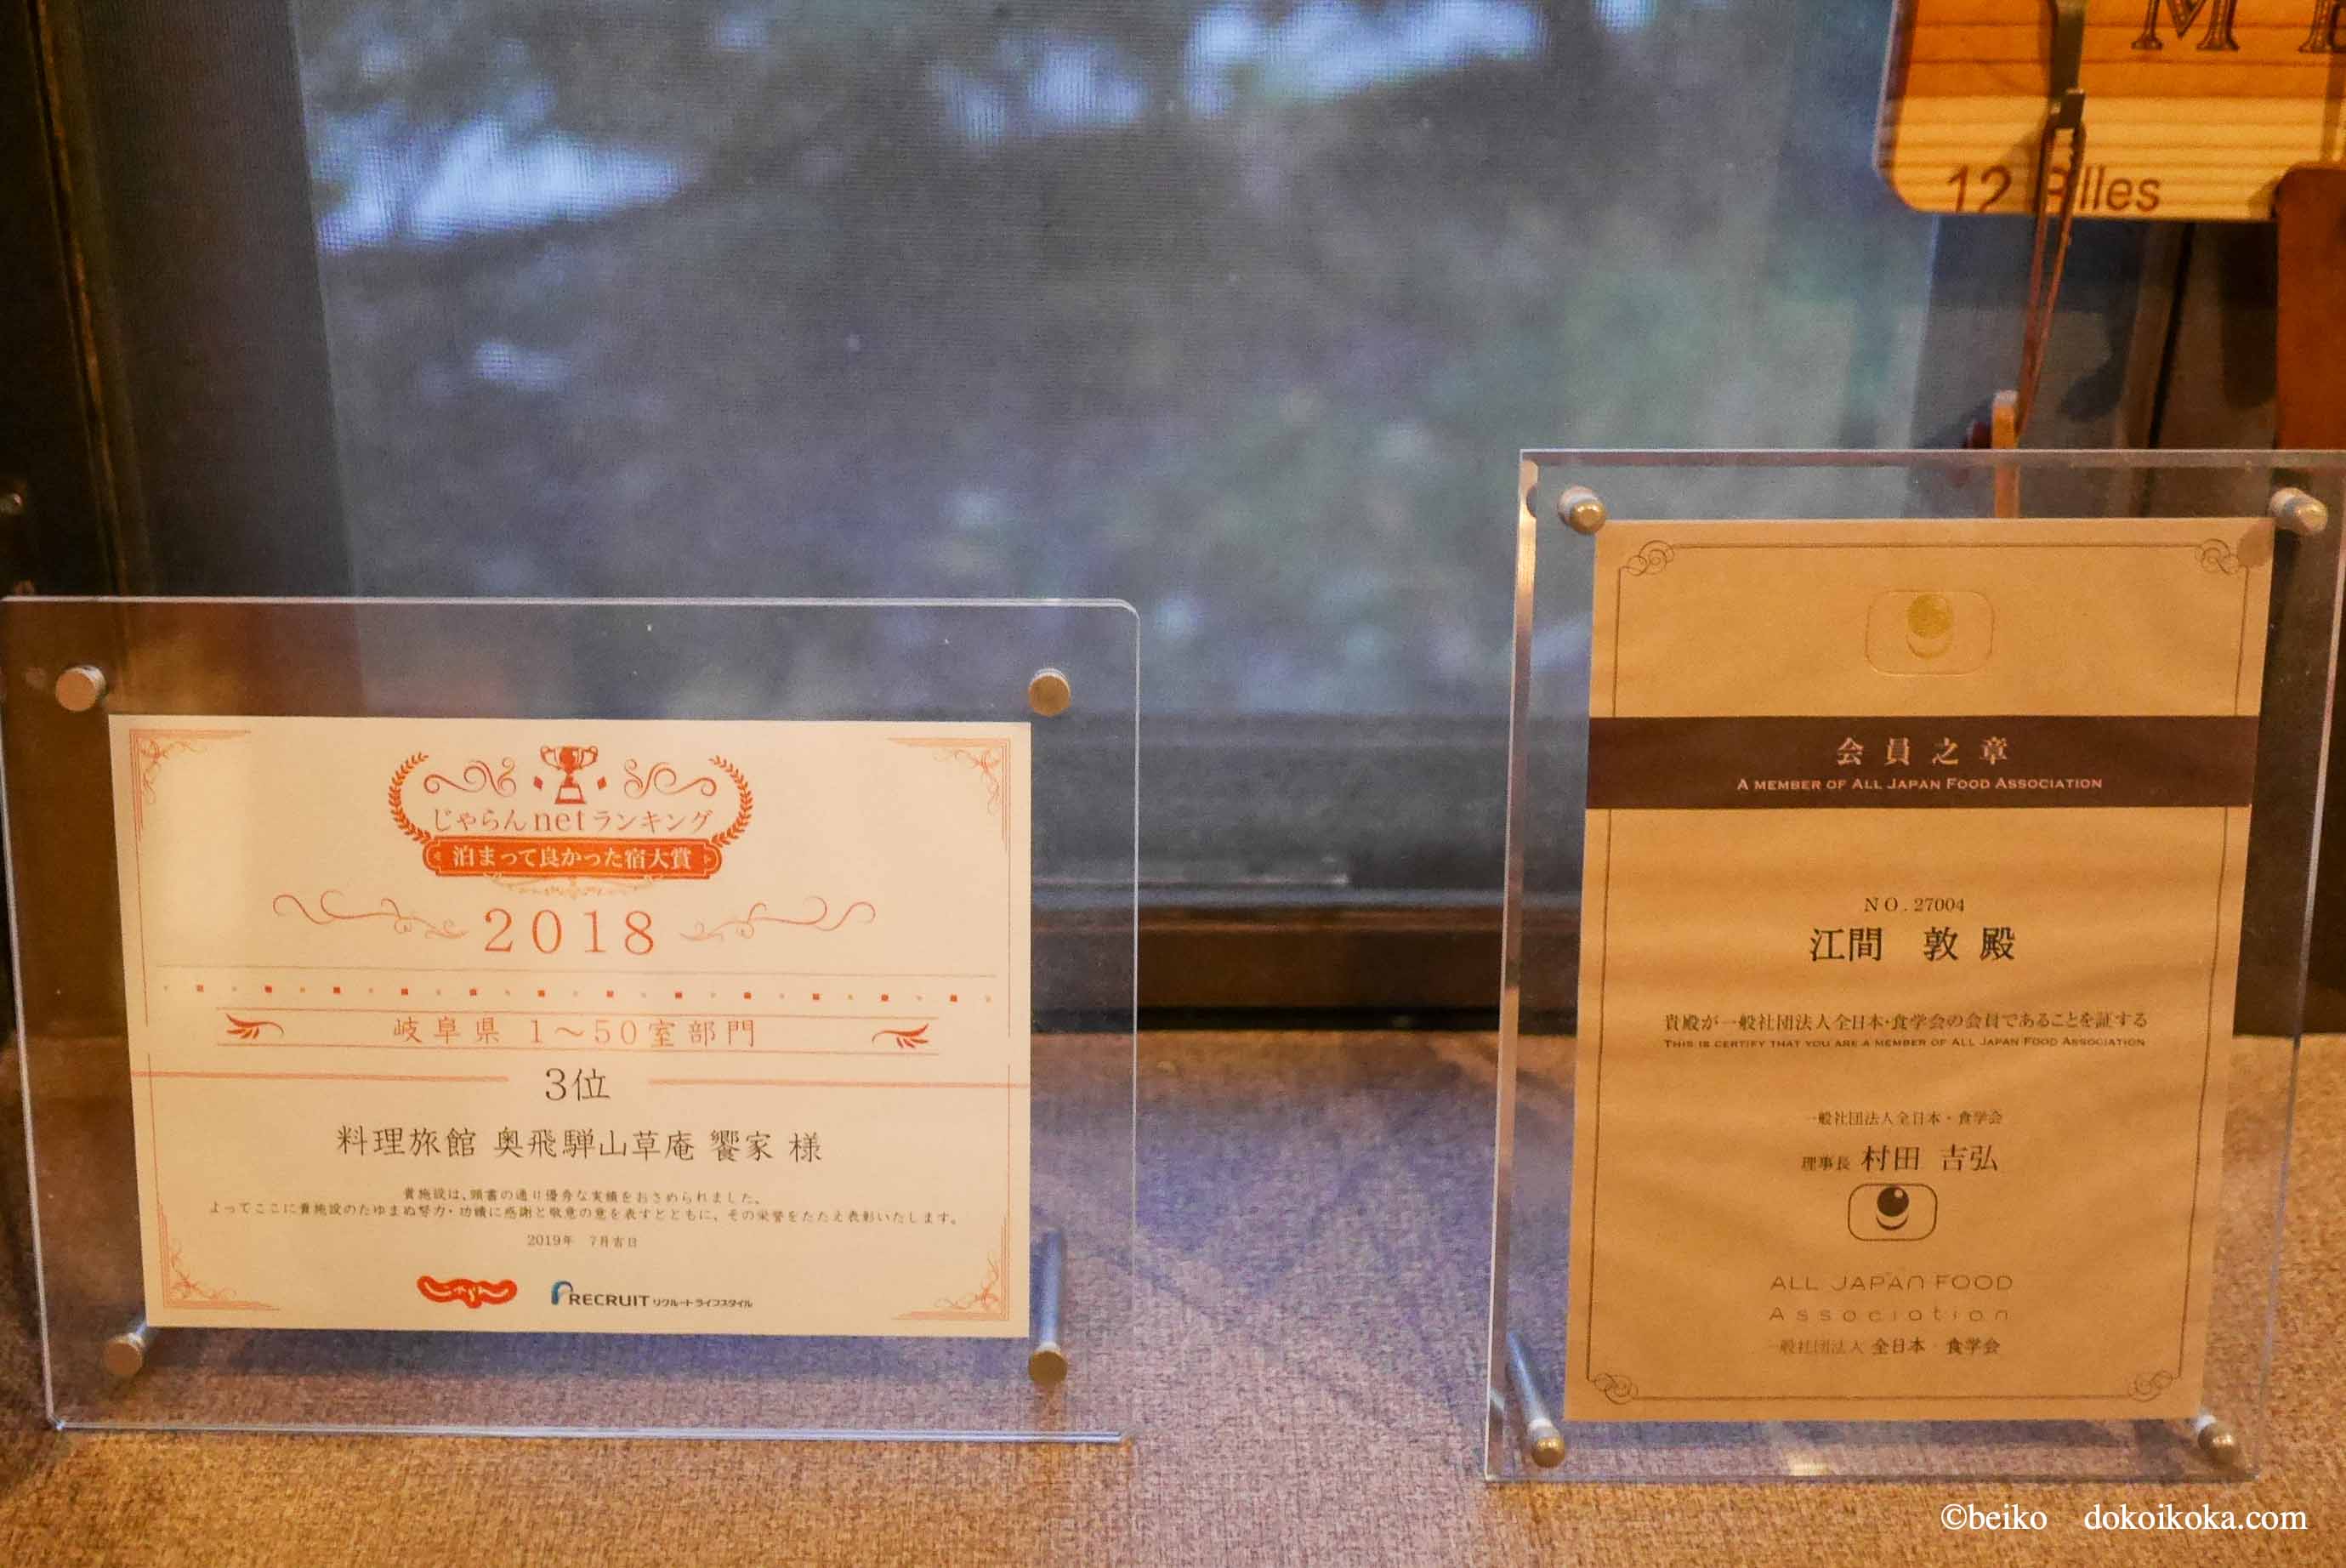 12 Blles
じゃらんnetランキング
泊まって良かった宿大賞
2018
岐阜県 1～50室部門
3位
料理旅館 奥飛騨山草庵 饗家 様
貴施設は、頭書の通り優秀な実績をおさめられました。
よってここに貴施設のたゆまぬ努力・功績に感謝と敬意の意を表すとともに、その栄誉をたたえ表彰いたします。
2019年 7月吉日
じゃらん RECRUIT リクルートライフスタイル
会員之章
A MEMBER OF ALL JAPAN FOOD ASSOCIATION
NO.27004
江間 敦 殿
貴殿が一般社団法人全日本・食学会の会員であることを証する
THIS IS CERTIFY THAT YOU ARE A MEMBER OF ALL JAPAN FOOD ASSOCIATION
一般社団法人全日本・食学会
理事長 村田 吉弘
ALL JAPAN FOOD
Association
一般社団法人 全日本・食学会
©beiko dokoikoka.com